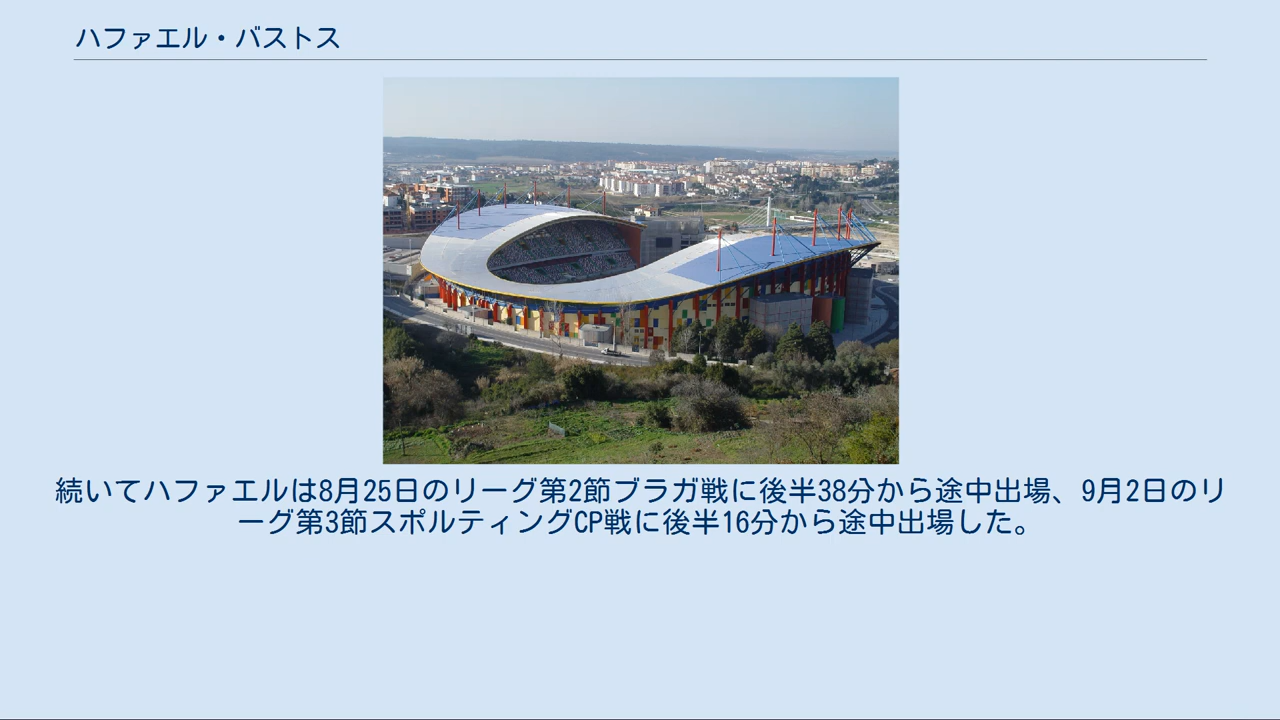 ハファエル・バストス
続いてハファエルは8月25日のリーグ第2節ブラガ戦に後半38分から途中出場、9月2日のリ
ーグ第3節スポルティングCP戦に後半16分から途中出場した。